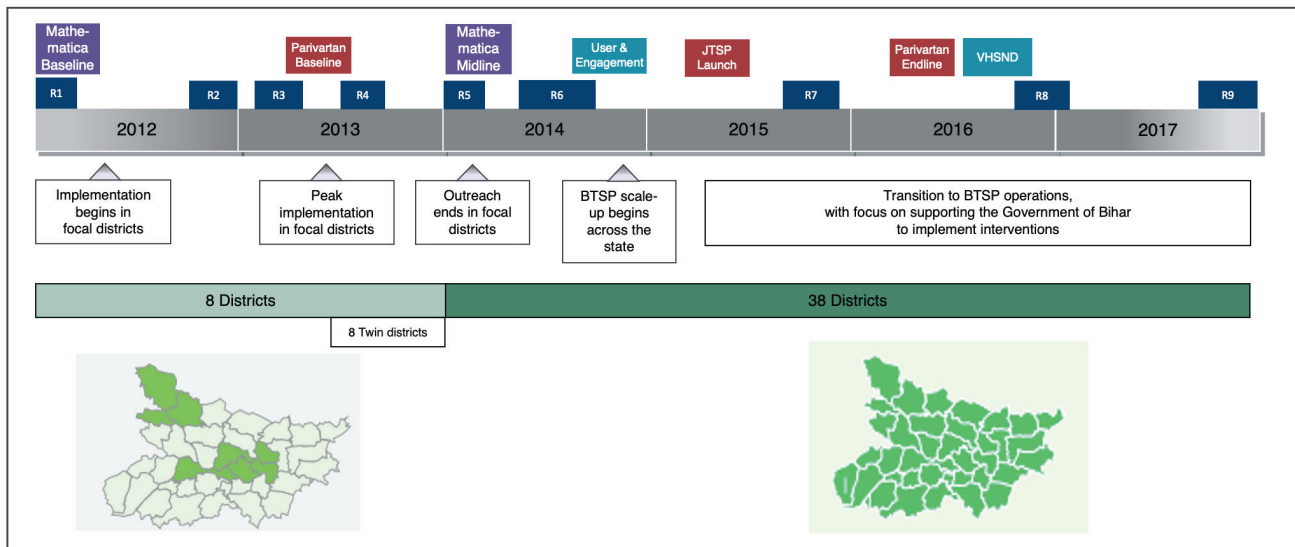 Mathe-
matica
Baseline
Parivartan
Baseline
Mathe-
matica
Midline
User &
Engagement
JTSP
Launch
Parivartan
Endline
VHSND
R1
R2
R3
R4
R5
R6
R7
R8
R9
2012
2013
2014
2015
2016
2017
Implementation
begins in
focal districts
Peak
implementation
in focal districts
Outreach
ends in focal
districts
BTSP scale-
up begins
across the
state
Transition to BTSP operations,
with focus on supporting the Government of Bihar
to implement interventions
8 Districts
38 Districts
8 Twin districts